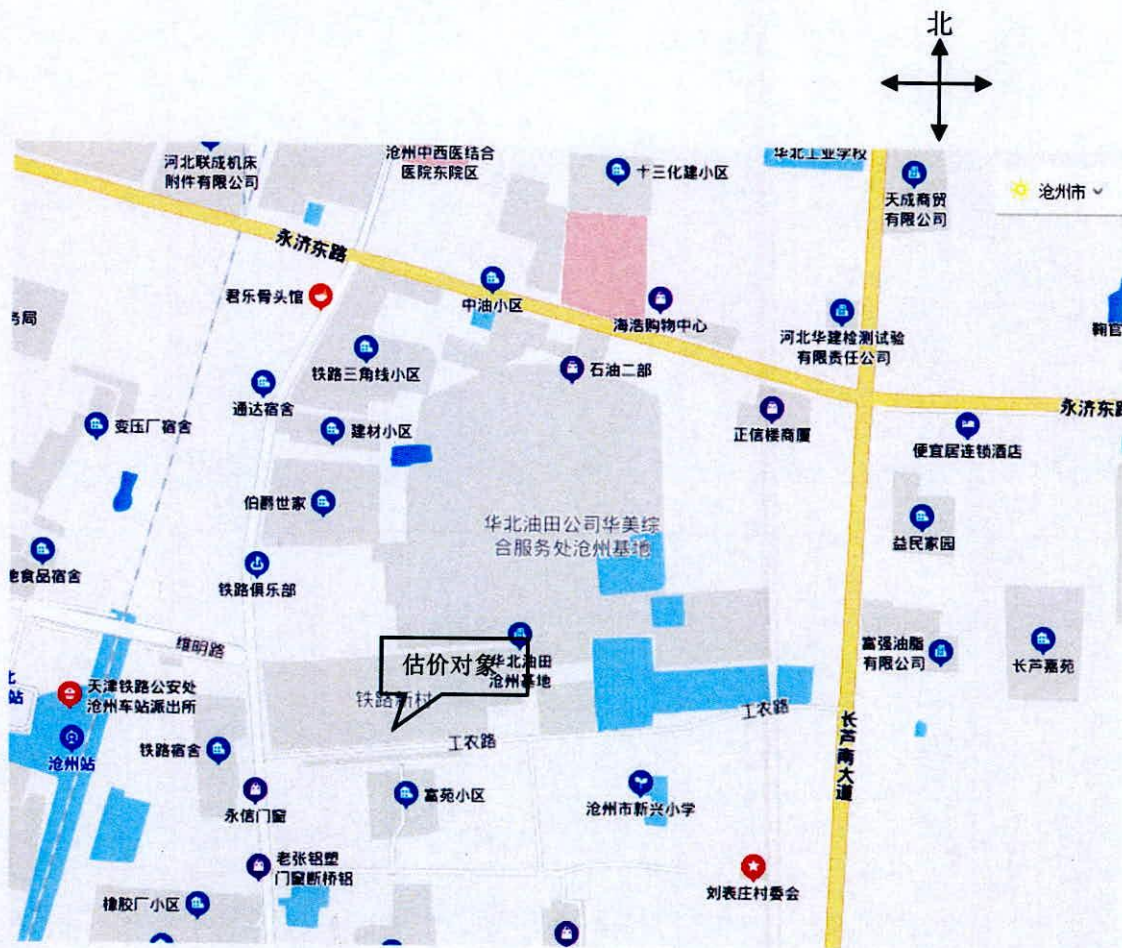 北
河北联成机床
附件有限公司
沧州中西医结合
医院东院区
十三化建小区
华北工业学校
天成商贸
有限公司
沧州市
永济东路
君乐骨头馆
中油小区
海浩购物中心
河北华建检测试验
有限责任公司
铁路三角线小区
石油二部
通达宿舍
建材小区
变压厂宿舍
正信楼商厦
永济东路
便宜居连锁酒店
伯爵世家
华北油田公司华美综
合服务处沧州基地
益民家园
食品宿舍
铁路俱乐部
维明路
估价对象
华北油田
沧州基地
富强油脂
有限公司
长芦嘉苑
天津铁路公安处
沧州车站派出所
铁路新村
工农路
工农路
长芦南大道
沧州站
铁路宿舍
富苑小区
沧州市新兴小学
永信门窗
老张铝塑
门窗断桥铝
刘表庄村委会
橡胶厂小区